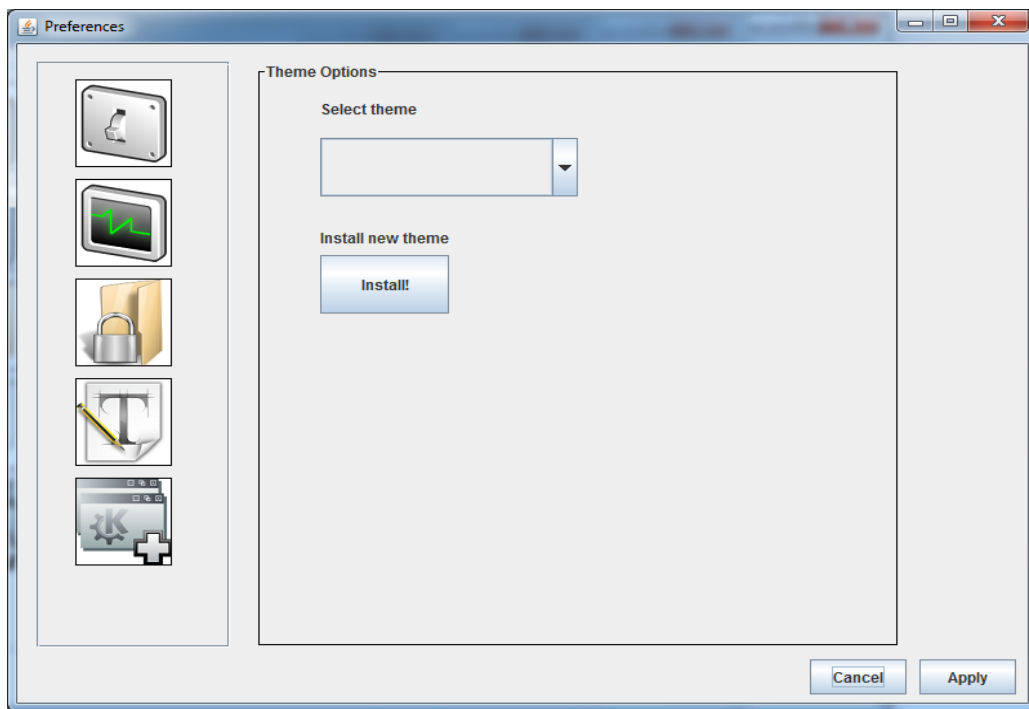 Preferences
Theme Options
Select theme
Install new theme
Install!
T
K
Cancel
Apply